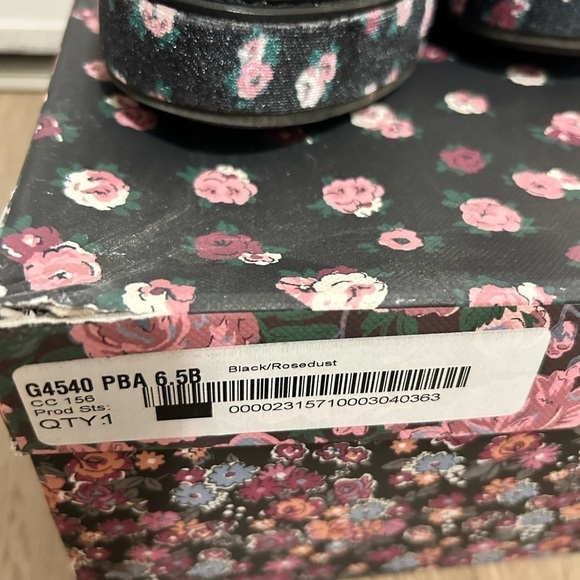 G4540 PBA 6.5B Black/Rosedust
CC 156
Prod Sts:
QTY:1
00002315710003040363